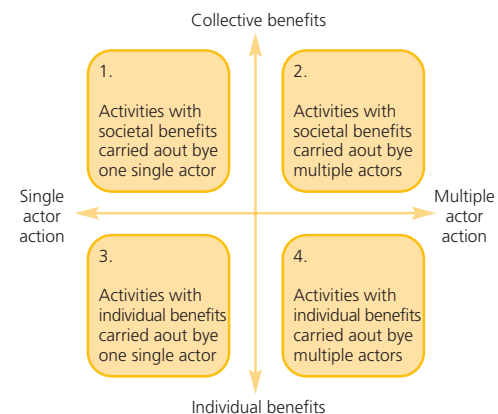 Collective benefits
1.
Activities with
societal benefits
carried aout bye
one single actor
2.
Activities with
societal benefits
carried aout bye
multiple actors
Single
actor
action
Multiple
actor
action
3.
Activities with
individual benefits
carried aout bye
one single actor
4.
Activities with
individual benefits
carried aout bye
multiple actors
Individual benefits